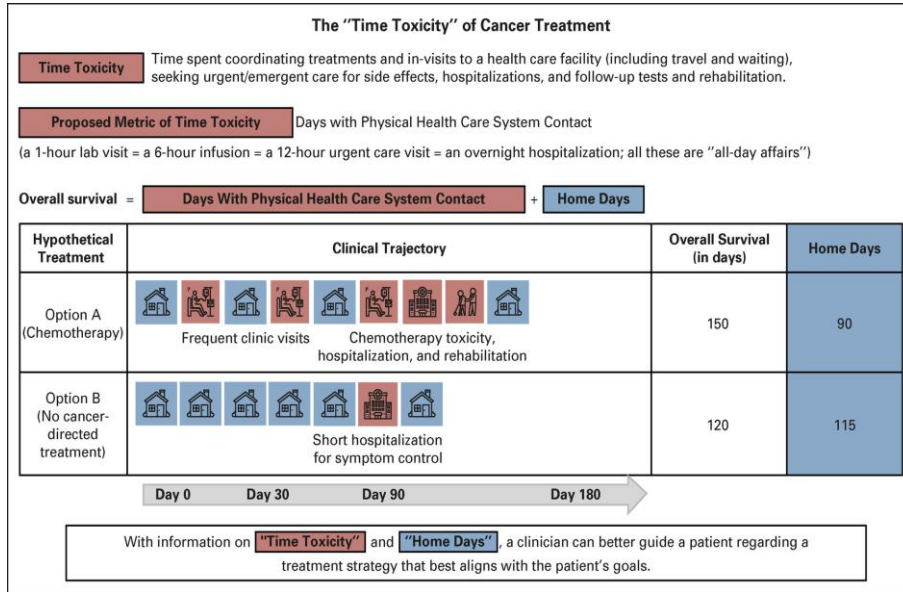 The "Time Toxicity" of Cancer Treatment
Time Toxicity
Time spent coordinating treatments and in-visits to a health care facility (including travel and waiting),
seeking urgent/emergent care for side effects, hospitalizations, and follow-up tests and rehabilitation.
Proposed Metric of Time Toxicity Days with Physical Health Care System Contact
(a 1-hour lab visit = a 6-hour infusion = a 12-hour urgent care visit = an overnight hospitalization; all these are "all-day affairs")
Overall survival = Days With Physical Health Care System Contact + Home Days
Hypothetical
Treatment
Clinical Trajectory
Overall Survival
(in days)
Home Days
Option A
(Chemotherapy)
Frequent clinic visits
Chemotherapy toxicity,
hospitalization, and rehabilitation
150
90
Option B
(No cancer-
directed
treatment)
Short hospitalization
for symptom control
120
115
Day 0 Day 30 Day 90 Day 180
With information on "Time Toxicity" and "Home Days", a clinician can better guide a patient regarding a
treatment strategy that best aligns with the patient's goals.